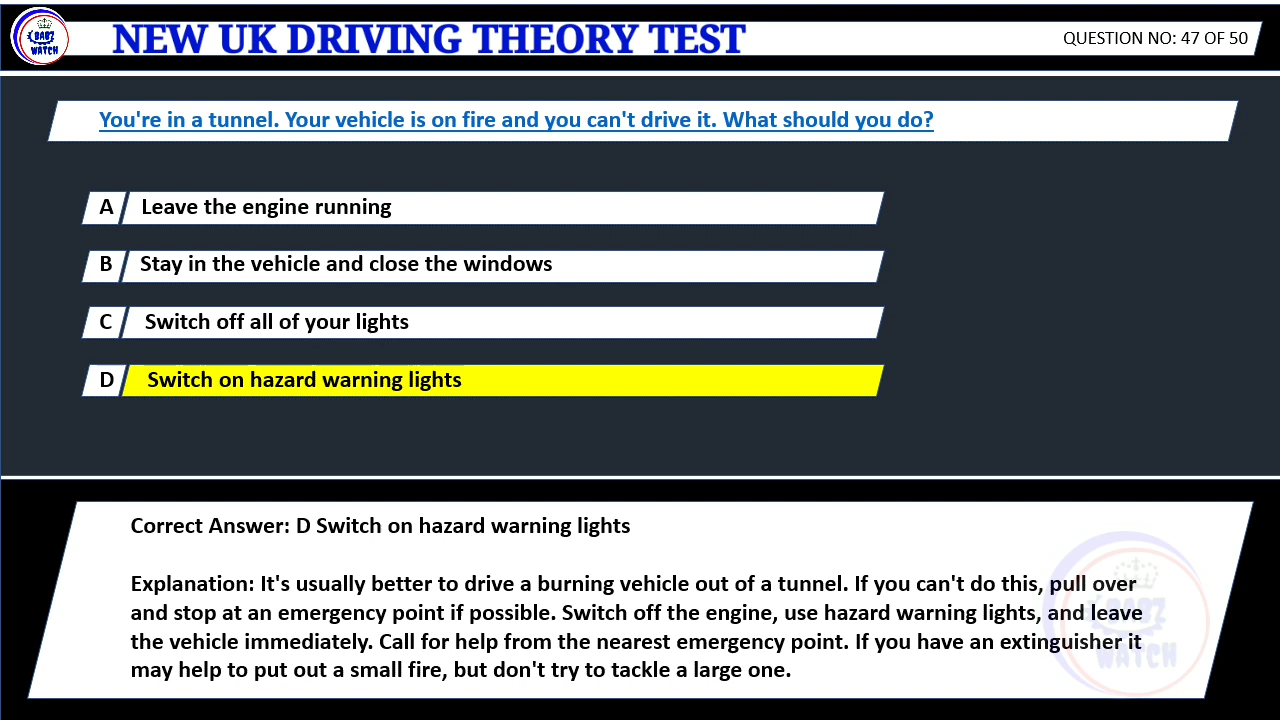 BABZ
WATCH
NEW UK DRIVING THEORY TEST
QUESTION NO: 47 OF 50
You're in a tunnel. Your vehicle is on fire and you can't drive it. What should you do?
A Leave the engine running
B Stay in the vehicle and close the windows
C Switch off all of your lights
D Switch on hazard warning lights
Correct Answer: D Switch on hazard warning lights
Explanation: It's usually better to drive a burning vehicle out of a tunnel. If you can't do this, pull over
and stop at an emergency point if possible. Switch off the engine, use hazard warning lights, and leave
the vehicle immediately. Call for help from the nearest emergency point. If you have an extinguisher it
may help to put out a small fire, but don't try to tackle a large one.
BABZ
WATCH